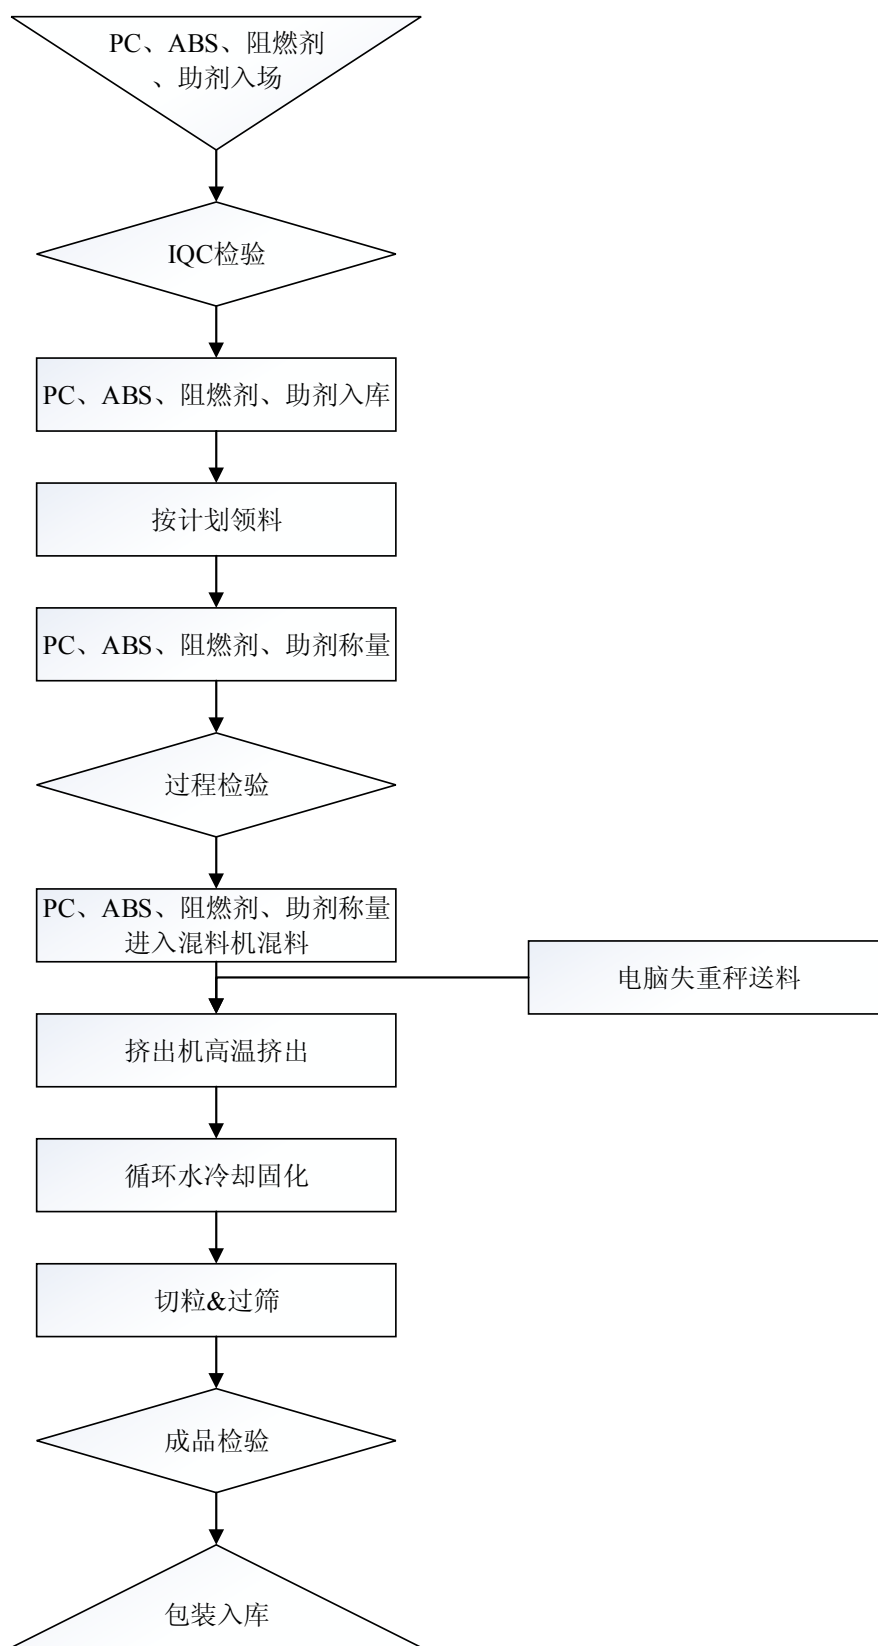 PC、ABS、阻燃剂
、助剂入场
IQC检验
PC、ABS、阻燃剂、助剂入库
按计划领料
PC、ABS、阻燃剂、助剂称量
过程检验
PC、ABS、阻燃剂、助剂称量
进入混料机混料
电脑失重秤送料
挤出机高温挤出
循环水冷却固化
切粒&过筛
成品检验
包装入库